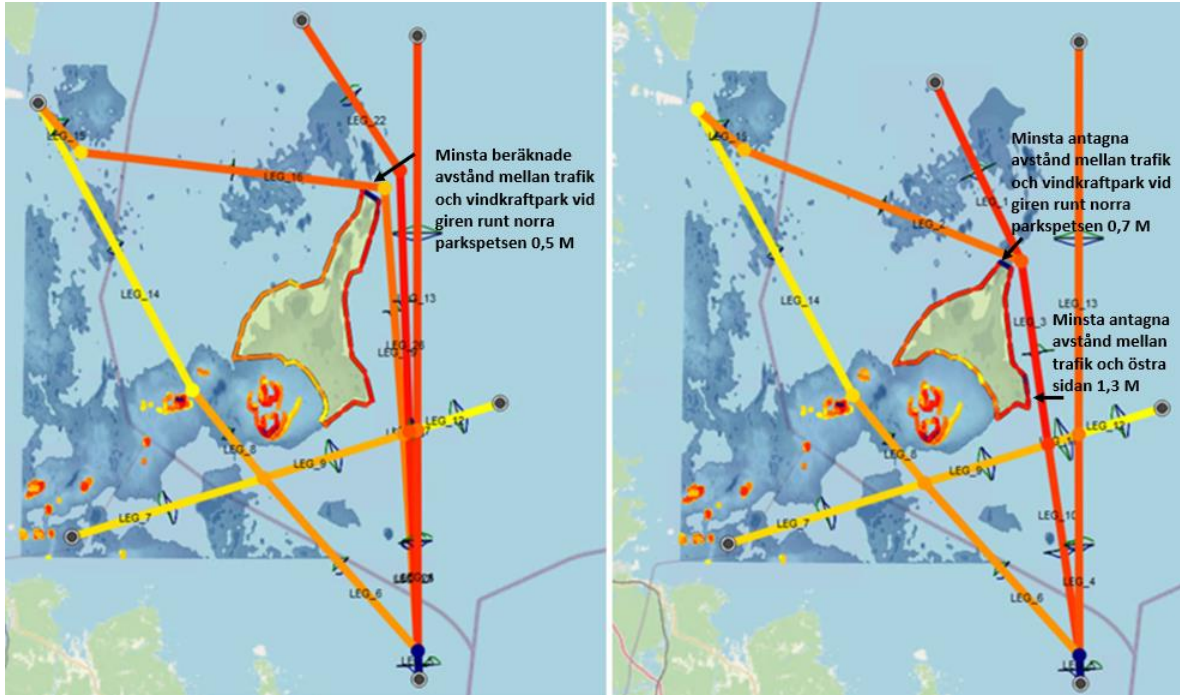 LEG_22
LEG_15
LEG_16
Minsta beräknade
avstånd mellan trafik
och vindkraftpark vid
giren runt norra
parkspetsen 0,5 M
LEG_14
LEG_13
LEG_26
LEG_12
LEG_8
LEG_9
LEG_7
LEG_6
LEG_15
LEG_1
LEG_2
Minsta antagna
avstånd mellan trafik
och vindkraftpark vid
giren runt norra
parkspetsen 0,7 M
LEG_14
LEG_13
LEG_3
Minsta antagna
avstånd mellan
trafik och östra
sidan 1,3 M
LEG_12
LEG_8
LEG_9
LEG_7
LEG_10
LEG_6
LEG_4